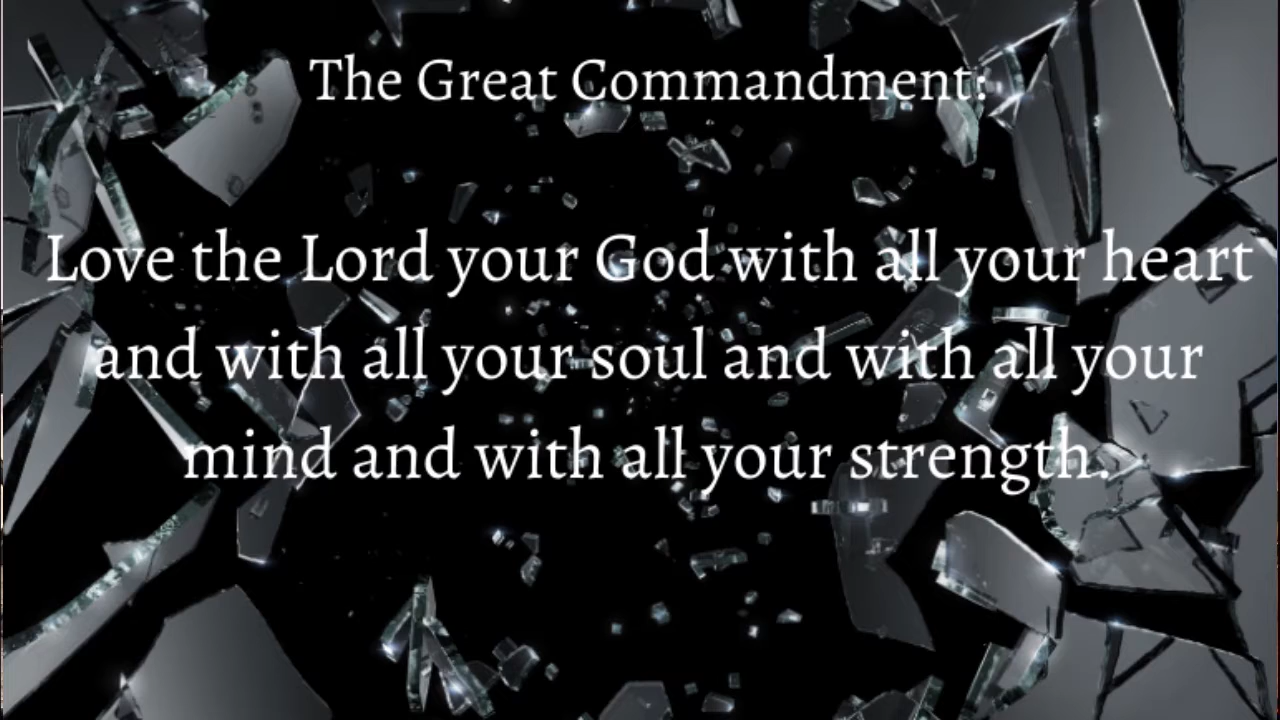 The Great Commandment:
Love the Lord your God with all your heart
and with all your soul and with all your
mind and with all your strength.